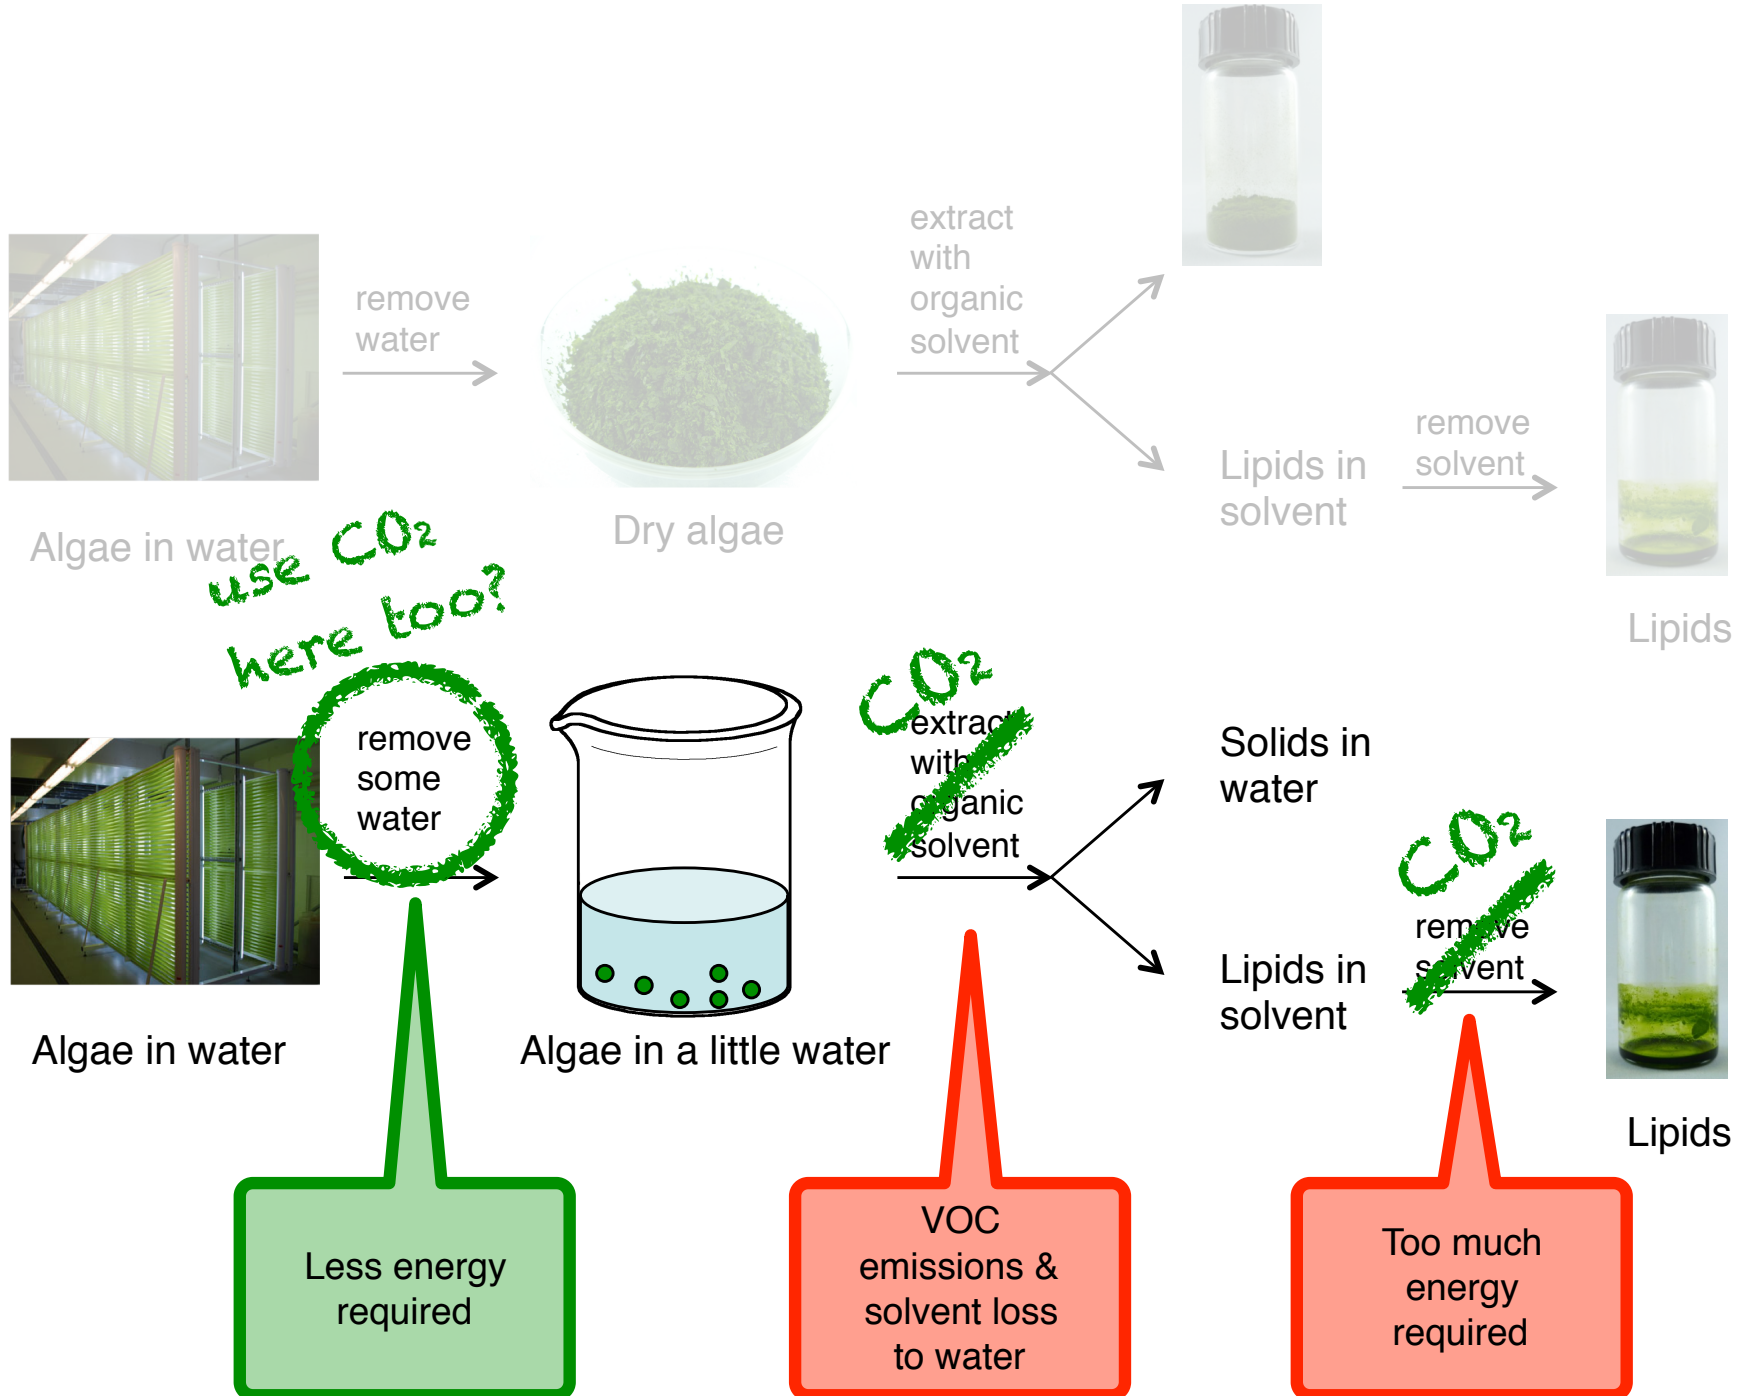 extract
with
organic
solvent
remove
water
remove
solvent
Lipids in
solvent
Dry algae
Algae in water
Lipids
use CO₂
here too?
CO₂
remove
some
water
extract
with
organic
solvent
Solids in
water
CO₂
remove
solvent
Lipids in
solvent
Algae in water
Algae in a little water
Lipids
Less energy
required
VOC
emissions &
solvent loss
to water
Too much
energy
required